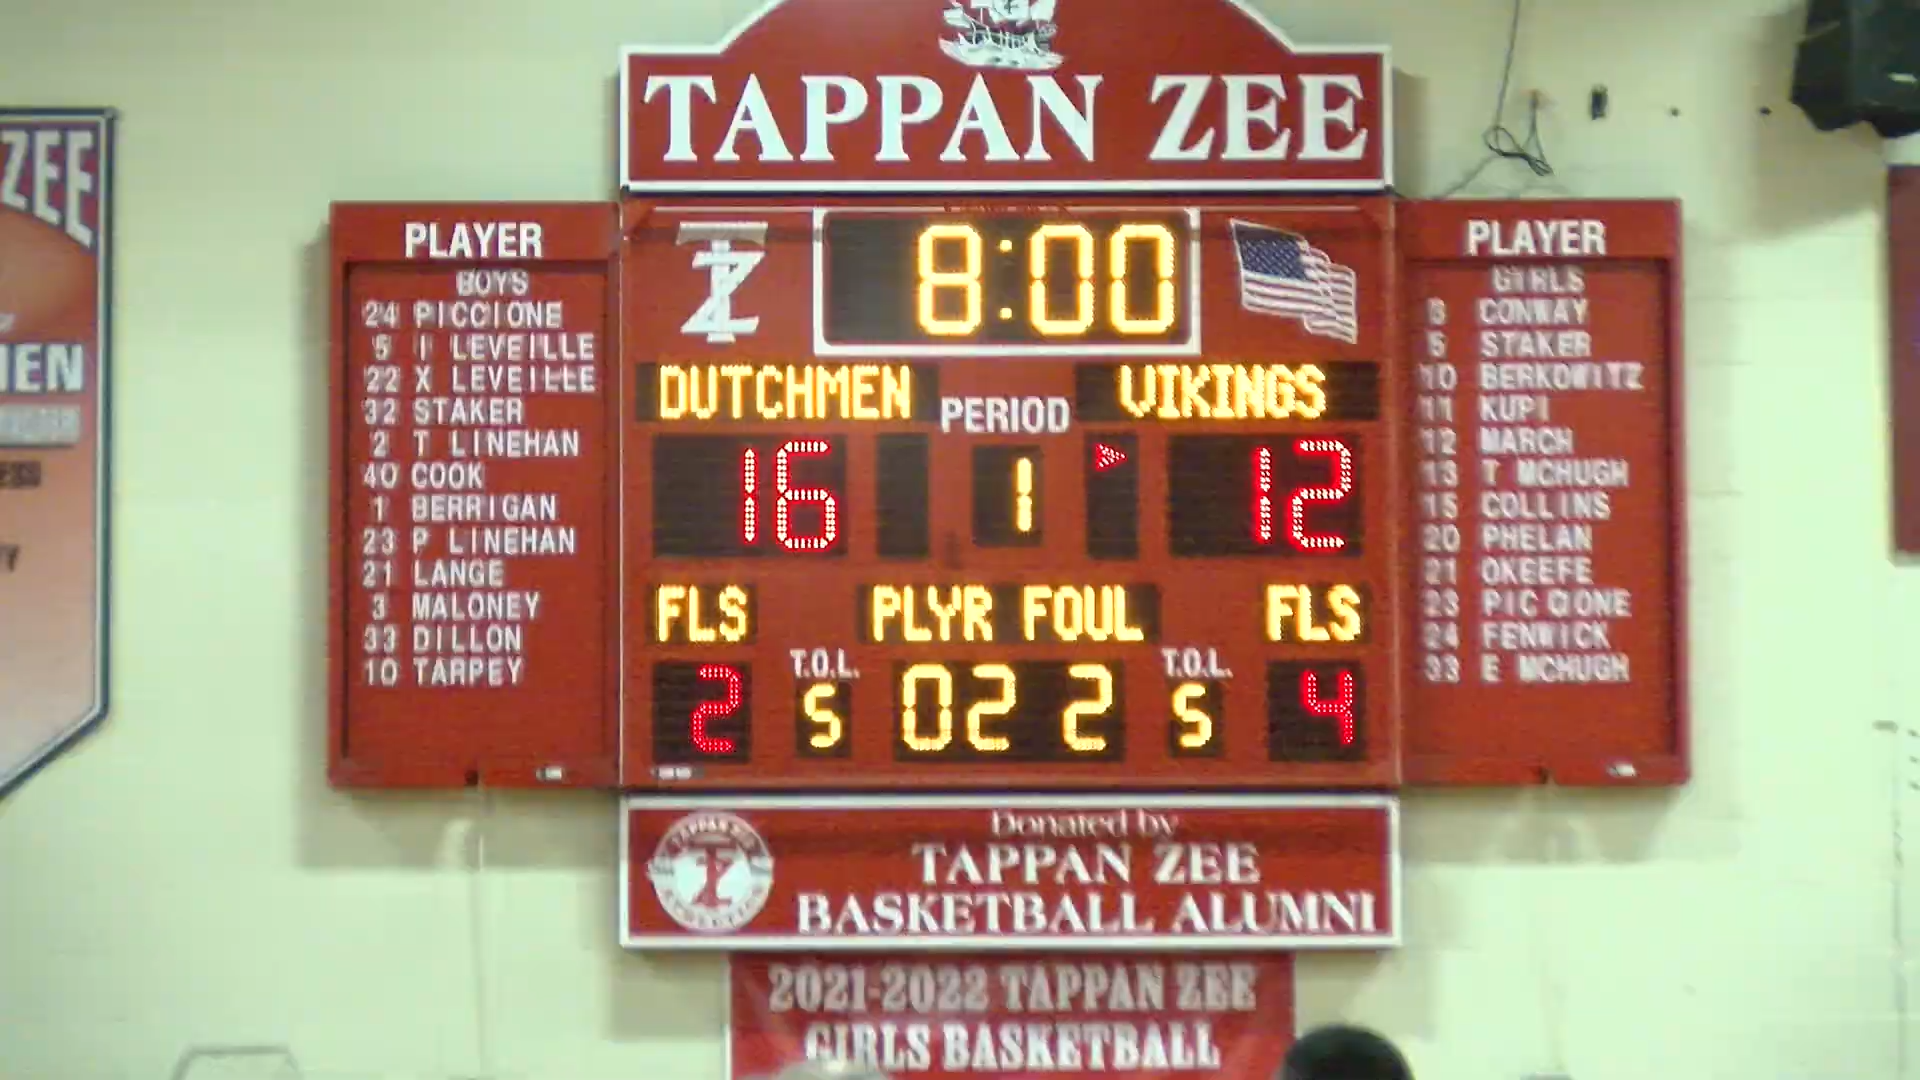 TAPPAN ZEE
ZEE
MEN
PLAYER
BOYS
24 PICCIONE
5 I LEVEILLE
22 X LEVEILLE
32 STAKER
2 T LINEHAN
40 COOK
1 BERRIGAN
23 P LINEHAN
21 LANGE
3 MALONEY
33 DILLON
10 TARPEY
TZ
8:00
DUTCHMEN PERIOD VIKINGS
16 1 12
FLS PLYR FOUL FLS
T.O.L. T.O.L.
2 5 02 2 5 4
PLAYER
GIRLS
CONWAY
5 STAKER
10 BERKOWITZ
11 KUPI
12 MARCH
13 T MCHUGH
15 COLLINS
20 PHELAN
21 OKEEFE
23 PICCIONE
24 FENWICK
33 E MCHUGH
Donated by
TAPPAN ZEE
BASKETBALL ALUMNI
2021-2022 TAPPAN ZEE
GIRLS BASKETBALL